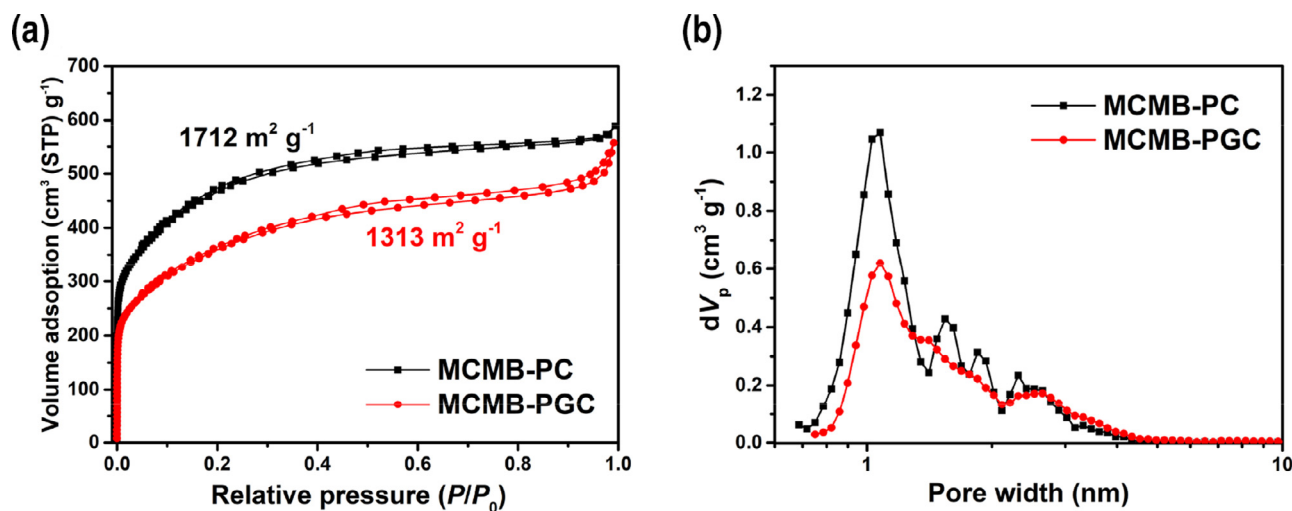 (a)
700
600
500
400
300
200
100
0
0.0 0.2 0.4 0.6 0.8 1.0
Volume adsoption (cm³ (STP) g⁻¹)
Relative pressure (P/P₀)
1712 m² g⁻¹
1313 m² g⁻¹
MCMB-PC
MCMB-PGC
(b)
1.2
1.0
0.8
0.6
0.4
0.2
0.0
1 10
dVₚ (cm³ g⁻¹)
Pore width (nm)
MCMB-PC
MCMB-PGC